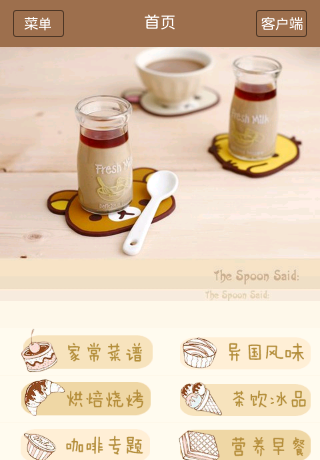 菜单
首页
客户端
Fresh Milk
Fresh Milk
The Spoon Said:
The Spoon Said:
家常菜谱
异国风味
烘焙烧烤
茶饮冰品
咖啡专题
营养早餐